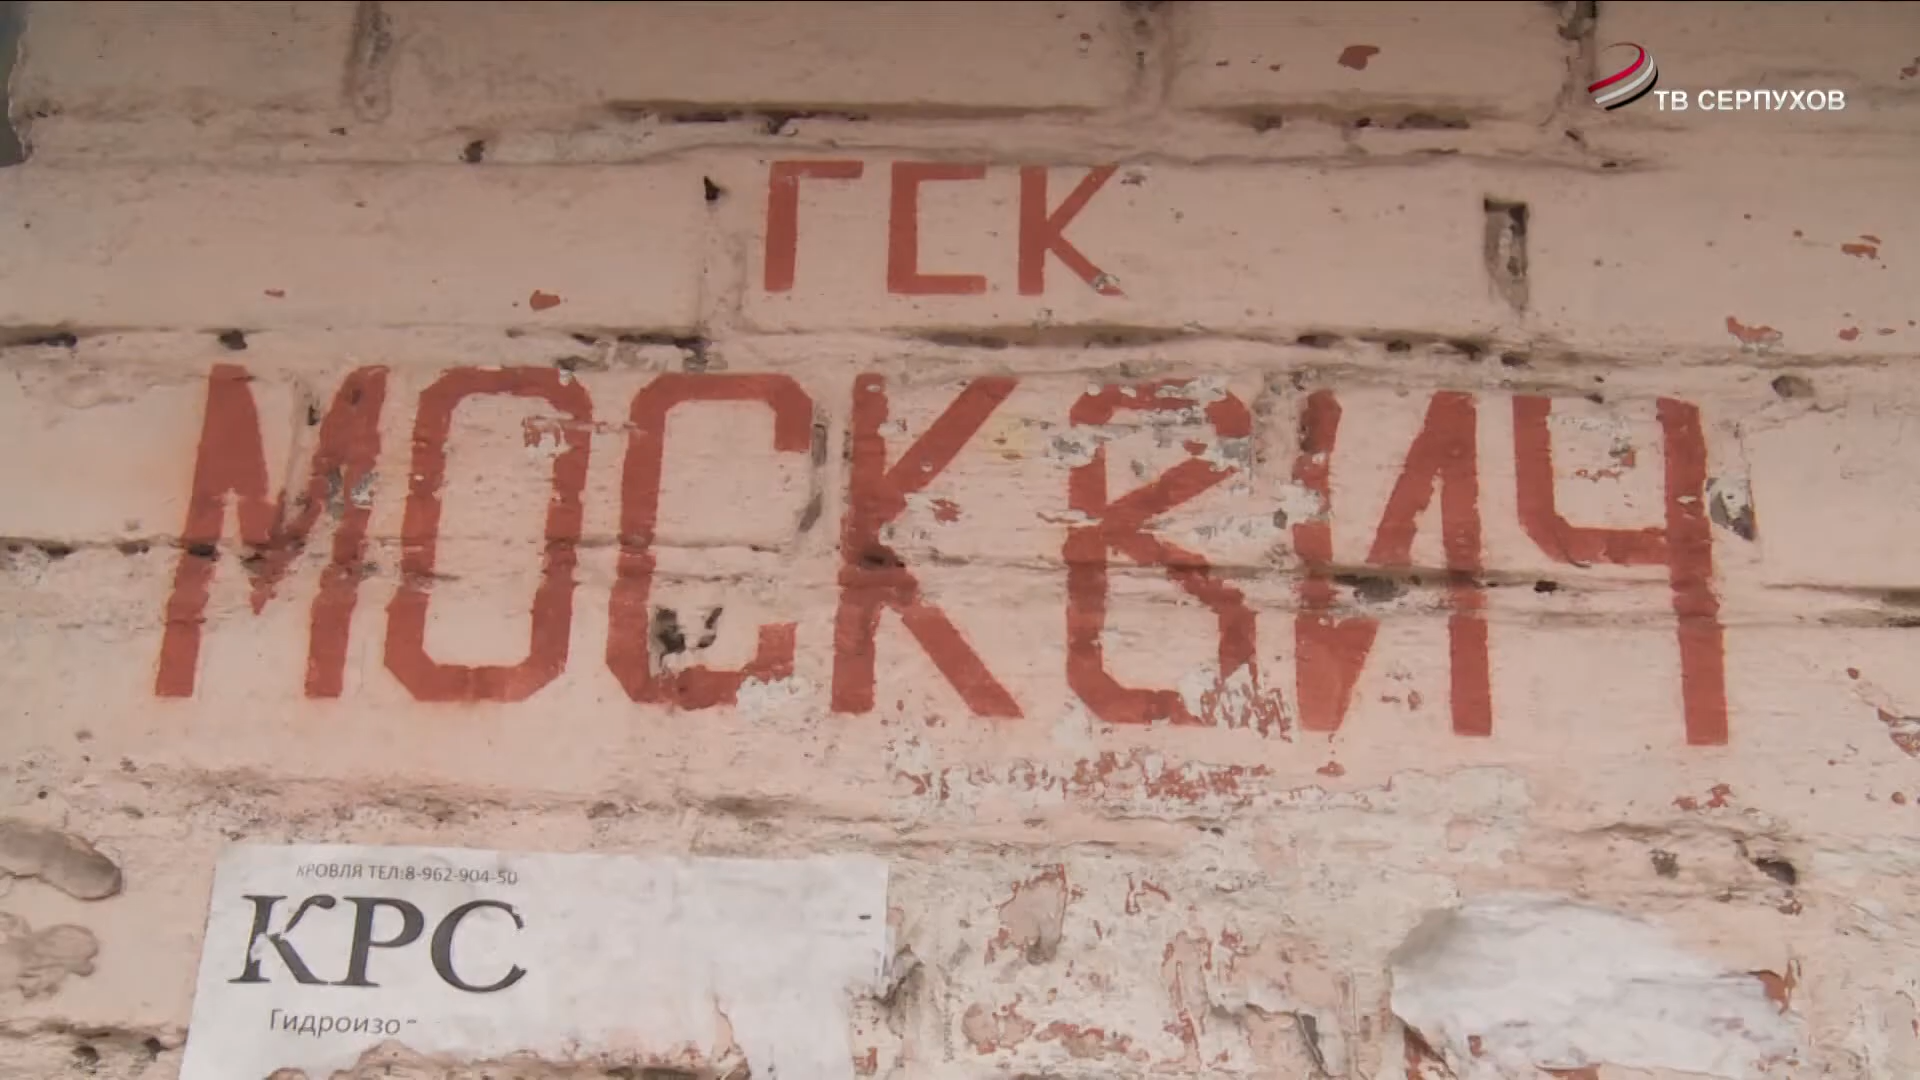 ТВ СЕРПУХОВ
ГСК
МОСКВИЧ
КРОВЛЯ ТЕЛ:8-962-904-50
КРС
Гидроизо